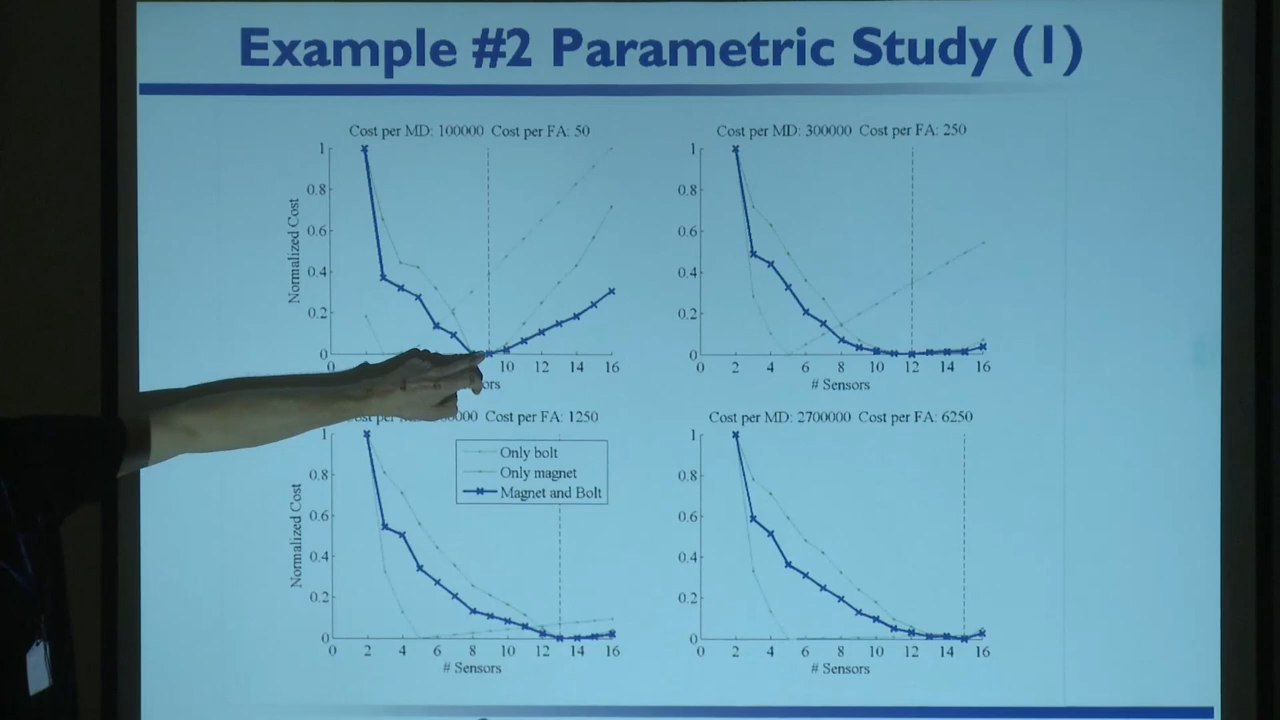 Example #2 Parametric Study (1)
Cost per MD: 100000 Cost per FA: 50
Normalized Cost
1
0.8
0.6
0.4
0.2
0
0
10 12 14 16
Cost per MD: 300000 Cost per FA: 250
1
0.8
0.6
0.4
0.2
0
0 2 4 6 8 10 12 14 16
# Sensors
Cost per FA: 1250
Normalized Cost
1
0.8
0.6
0.4
0.2
0
0 2 4 6 8 10 12 14 16
# Sensors
Only bolt
Only magnet
Magnet and Bolt
Cost per MD: 2700000 Cost per FA: 6250
1
0.8
0.6
0.4
0.2
0
0 2 4 6 8 10 12 14 16
# Sensors